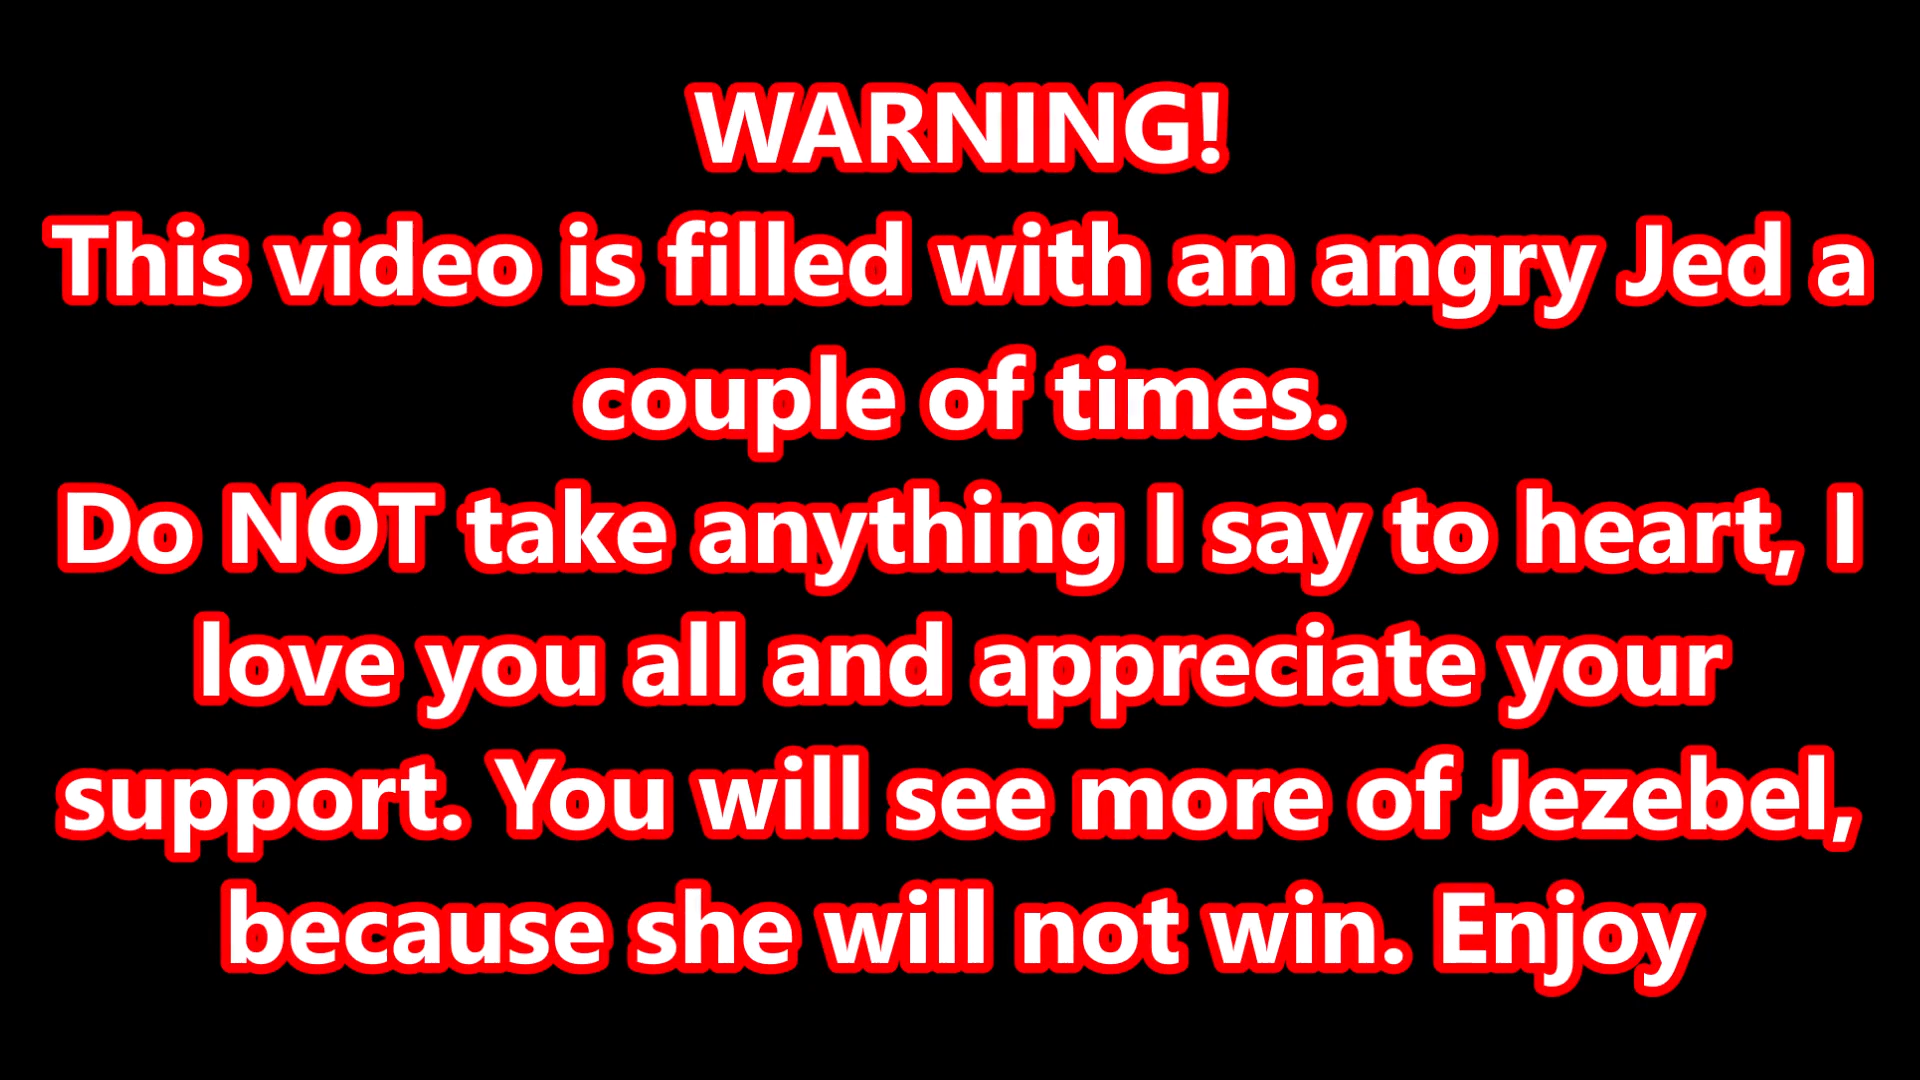 WARNING!
This video is filled with an angry Jed a
couple of times.
Do NOT take anything I say to heart, I
love you all and appreciate your
support. You will see more of Jezebel,
because she will not win. Enjoy